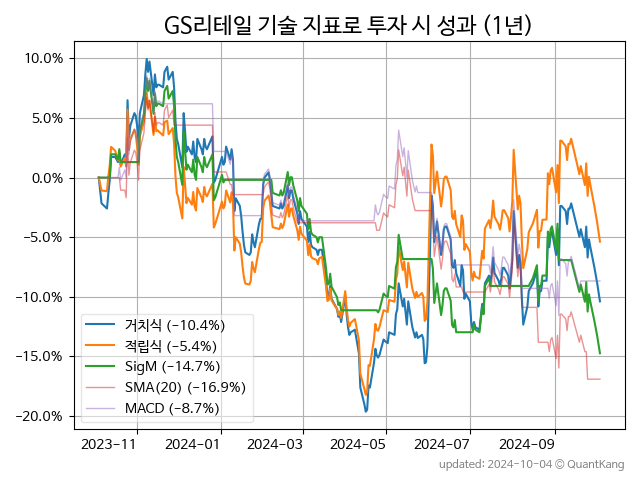 GS리테일 기술 지표로 투자 시 성과 (1년)
10.0%
5.0%
0.0%
−5.0%
−10.0%
−15.0%
−20.0%
거치식 (−10.4%)
적립식 (−5.4%)
SigM (−14.7%)
SMA(20) (−16.9%)
MACD (−8.7%)
2023−11 2024−01 2024−03 2024−05 2024−07 2024−09
updated: 2024-10-04 @ QuantKang